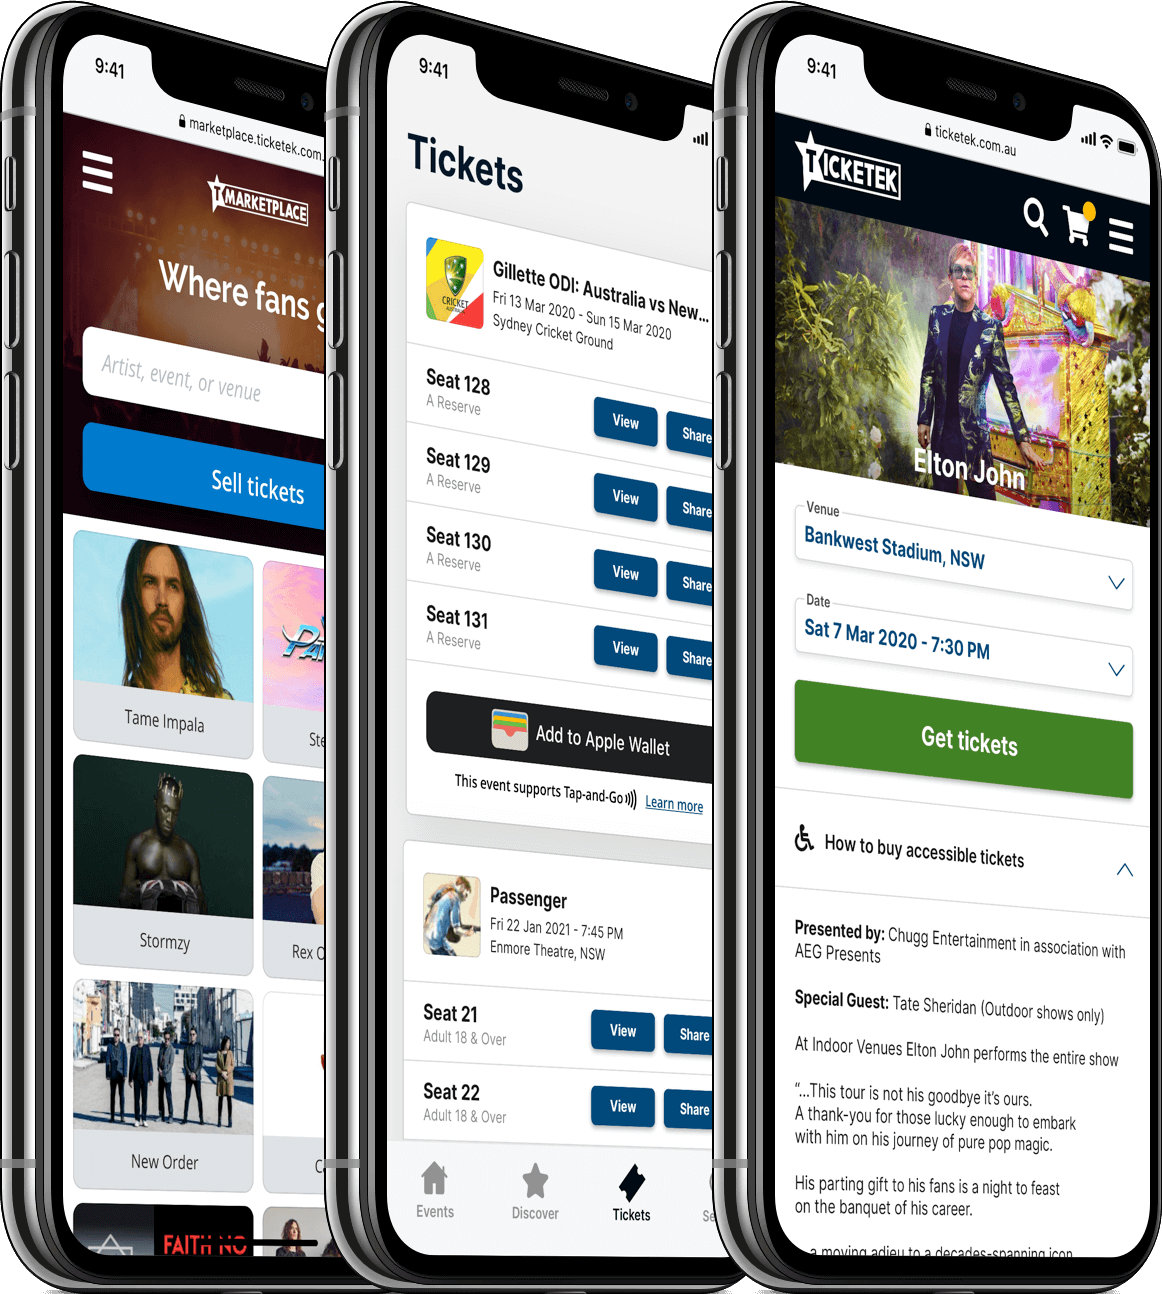 9:41
marketplace.ticketek.com.
MARKETPLACE
Where fans g
Artist, event, or venue
Sell tickets
Tame Impala
Ste
Stormzy
Rex O
New Order
C
FAITH NO
9:41
Tickets
CRICKET
AUSTRALIA
Gillette ODI: Australia vs New...
Fri 13 Mar 2020 - Sun 15 Mar 2020
Sydney Cricket Ground
Seat 128
A Reserve
View
Share
Seat 129
A Reserve
View
Share
Seat 130
A Reserve
View
Share
Seat 131
A Reserve
View
Share
Add to Apple Wallet
This event supports Tap-and-Go Learn more
Passenger
Fri 22 Jan 2021 - 7:45 PM
Enmore Theatre, NSW
Seat 21
Adult 18 & Over
View
Share
Seat 22
Adult 18 & Over
View
Share
Events
Discover
Tickets
Se
9:41
ticketek.com.au
TICKETEK
Elton John
Venue
Bankwest Stadium, NSW
Date
Sat 7 Mar 2020 - 7:30 PM
Get tickets
How to buy accessible tickets
Presented by: Chugg Entertainment in association with
AEG Presents
Special Guest: Tate Sheridan (Outdoor shows only)
At Indoor Venues Elton John performs the entire show
“...This tour is not his goodbye it’s ours.
A thank-you for those lucky enough to embark
with him on his journey of pure pop magic.
His parting gift to his fans is a night to feast
on the banquet of his career.
a moving adieu to a decades-spanning icon